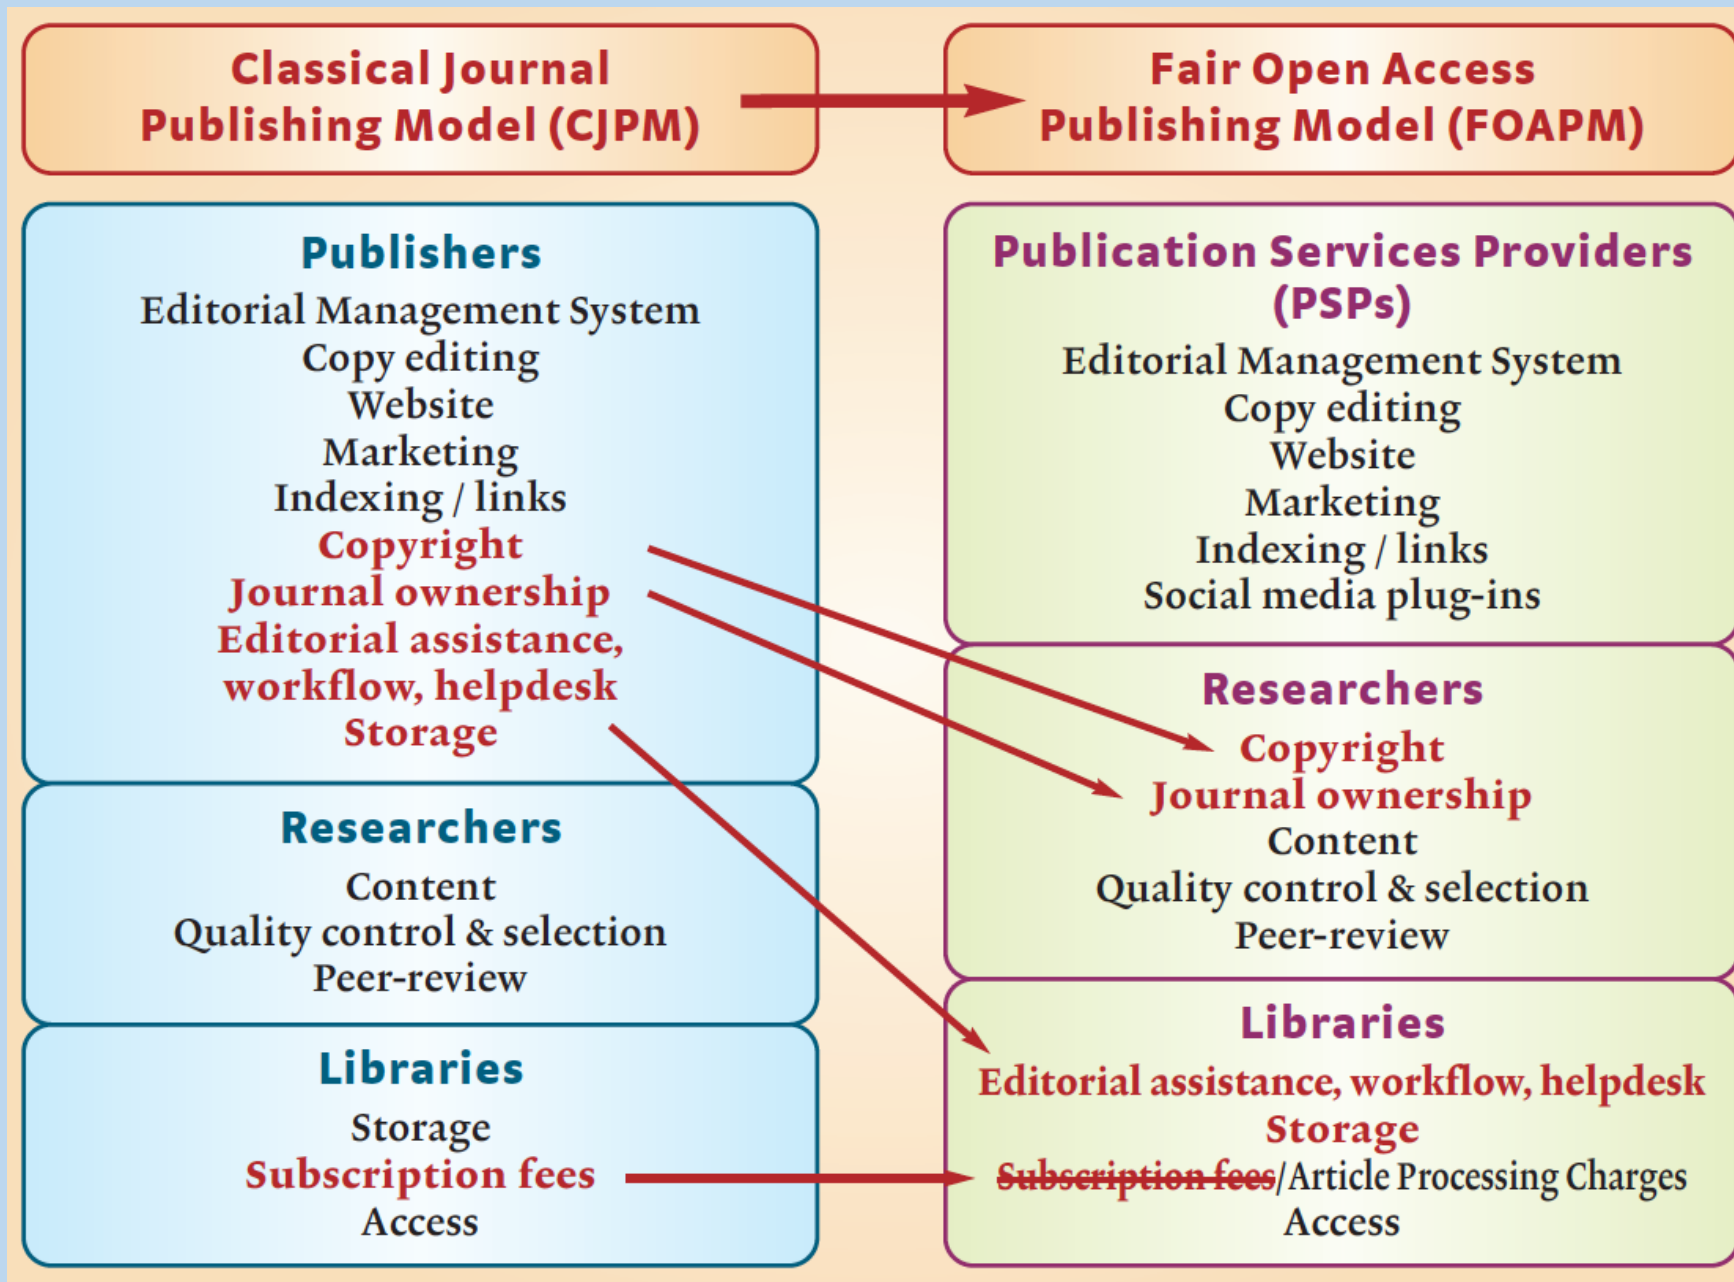 Classical Journal
Publishing Model (CJPM)
Fair Open Access
Publishing Model (FOAPM)
Publishers
Editorial Management System
Copy editing
Website
Marketing
Indexing / links
Copyright
Journal ownership
Editorial assistance,
workflow, helpdesk
Storage
Researchers
Content
Quality control & selection
Peer-review
Libraries
Storage
Subscription fees
Access
Publication Services Providers
(PSPs)
Editorial Management System
Copy editing
Website
Marketing
Indexing / links
Social media plug-ins
Researchers
Copyright
Journal ownership
Content
Quality control & selection
Peer-review
Libraries
Editorial assistance, workflow, helpdesk
Storage
Subscription fees/Article Processing Charges
Access